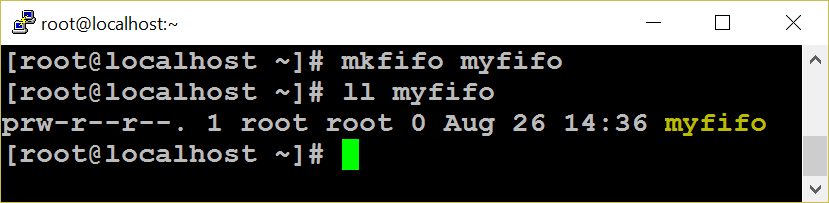 root@localhost:~
[root@localhost ~]# mkfifo myfifo
[root@localhost ~]# ll myfifo
prw-r--r--. 1 root root 0 Aug 26 14:36 myfifo
[root@localhost ~]#